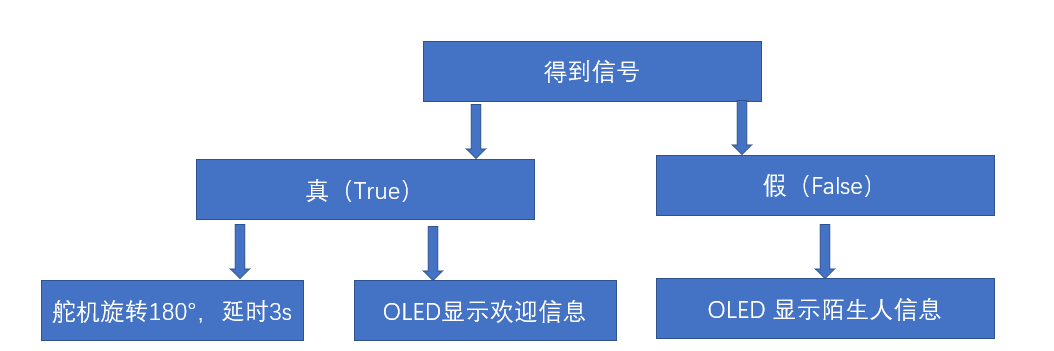 得到信号
真（True）
假（False）
舵机旋转180°，延时3s
OLED显示欢迎信息
OLED 显示陌生人信息